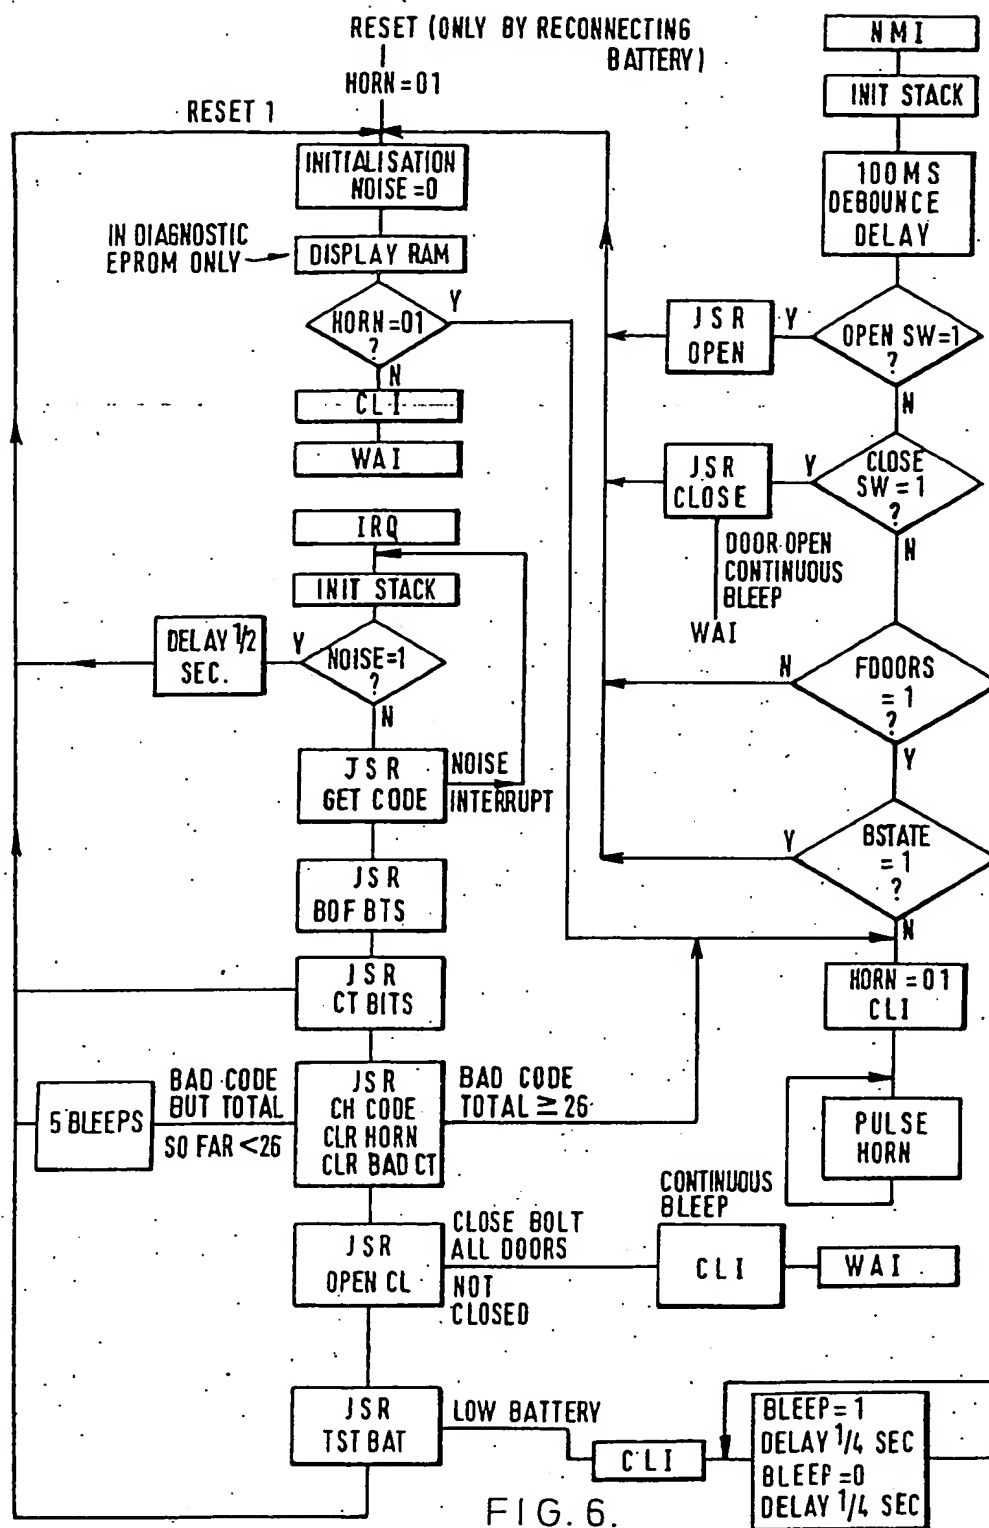 RESET (ONLY BY RECONNECTING
BATTERY)
HORN=01
RESET 1
INITIALISATION
NOISE=0
IN DIAGNOSTIC
EPROM ONLY
DISPLAY RAM
HORN=01
?
Y
N
CLI
WAI
IRQ
INIT STACK
DELAY 1/2
SEC.
Y
NOISE=1
?
N
JSR
GET CODE
NOISE
INTERRUPT
JSR
BOF BTS
JSR
CT BITS
5 BLEEPS
BAD CODE
BUT TOTAL
SO FAR <26
JSR
CH CODE
CLR HORN
CLR BAD CT
BAD CODE
TOTAL ≥ 26
JSR
OPEN CL
CLOSE BOLT
ALL DOORS
NOT
CLOSED
CONTINUOUS
BLEEP
CLI
WAI
JSR
TST BAT
LOW BATTERY
CLI
BLEEP=1
DELAY 1/4 SEC
BLEEP=0
DELAY 1/4 SEC
NMI
INIT STACK
100MS
DEBOUNCE
DELAY
JSR
OPEN
Y
OPEN SW=1
?
N
JSR
CLOSE
Y
CLOSE
SW=1
?
N
DOOR OPEN
CONTINUOUS
BLEEP
WAI
N
FDOORS
=1
?
Y
Y
BSTATE
=1
?
N
HORN=01
CLI
PULSE
HORN
FIG. 6.